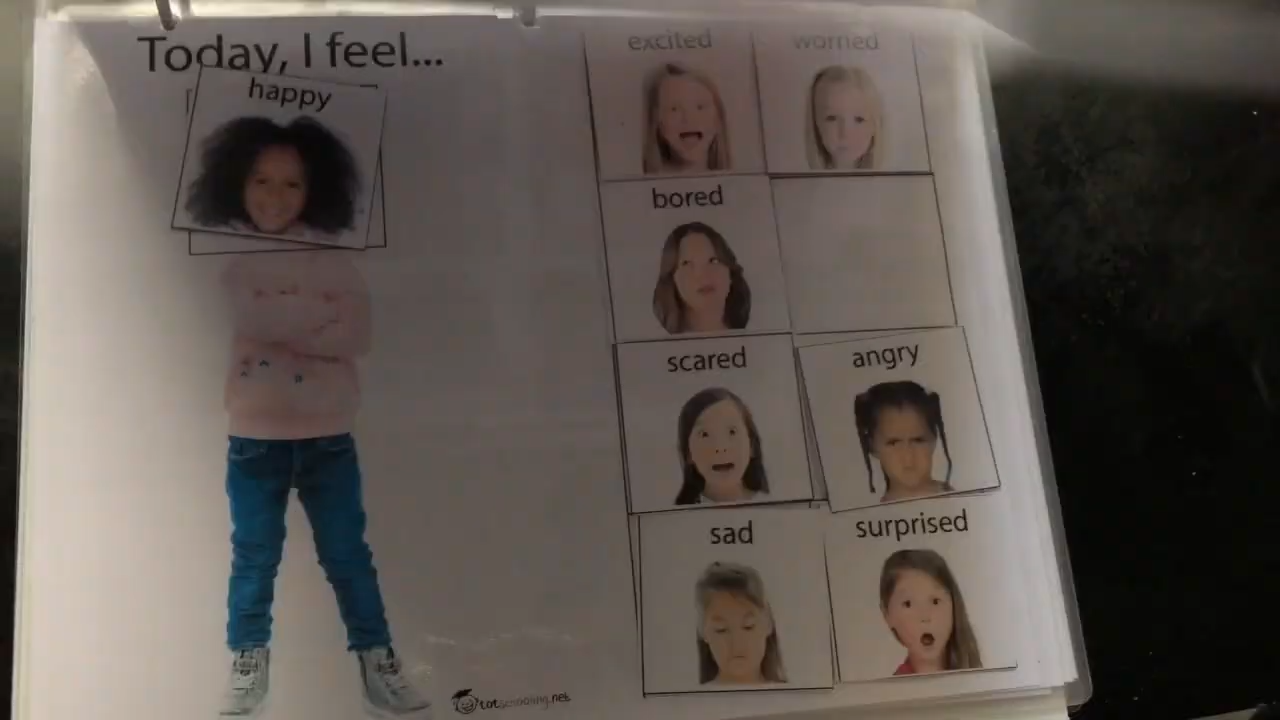 Today, I feel...
happy
excited
worried
bored
scared
angry
sad
surprised
totschooling.net